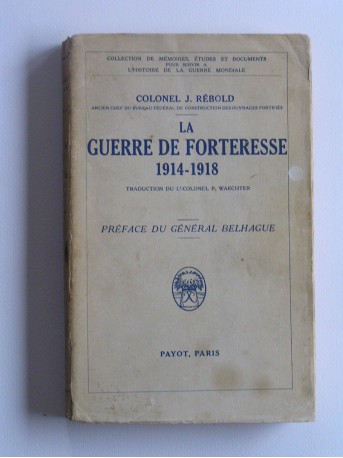 COLLECTION DE MÉMOIRES, ÉTUDES ET DOCUMENTS
POUR SERVIR A
L'HISTOIRE DE LA GUERRE MONDIALE
COLONEL J. RÉBOLD
ANCIEN CHEF DU BUREAU FÉDÉRAL DE CONSTRUCTION DES OUVRAGES FORTIFIÉS
LA
GUERRE DE FORTERESSE
1914-1918
TRADUCTION DU Lt-COLONEL P. WAECHTER
PRÉFACE DU GÉNÉRAL BELHAGUE
PAYOT, PARIS